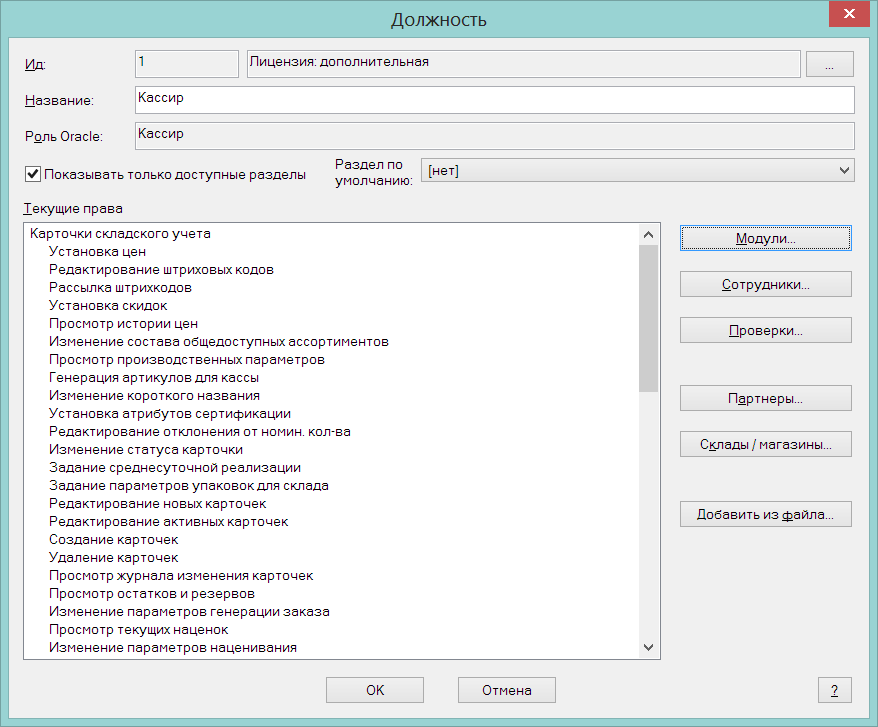 Должность
Ид: 1 Лицензия: дополнительная ...
Название: Кассир
Роль Oracle: Кассир
Показывать только доступные разделы
Раздел по
умолчанию: [нет]
Текущие права
Карточки складского учета
Установка цен
Редактирование штриховых кодов
Рассылка штрихкодов
Установка скидок
Просмотр истории цен
Изменение состава общедоступных ассортиментов
Просмотр производственных параметров
Генерация артикулов для кассы
Изменение короткого названия
Установка атрибутов сертификации
Редактирование отклонения от номин. кол-ва
Изменение статуса карточки
Задание среднесуточной реализации
Задание параметров упаковок для склада
Редактирование новых карточек
Редактирование активных карточек
Создание карточек
Удаление карточек
Просмотр журнала изменения карточек
Просмотр остатков и резервов
Изменение параметров генерации заказа
Просмотр текущих наценок
Изменение параметров наценивания
Модули...
Сотрудники...
Проверки...
Партнеры...
Склады / магазины...
Добавить из файла...
ОК
Отмена
?